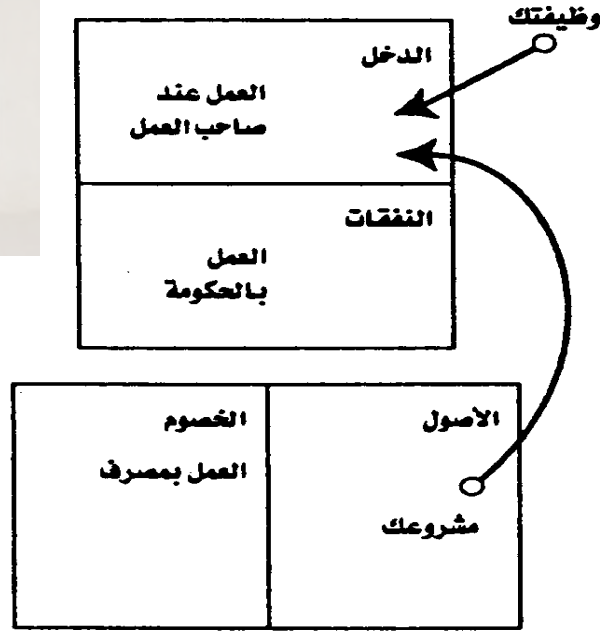 وظيفتك
الدخل
العمل عند
صاحب العمل
النفقات
العمل
بالحكومة
الأصول
مشروعك
الخصوم
العمل بمصرف